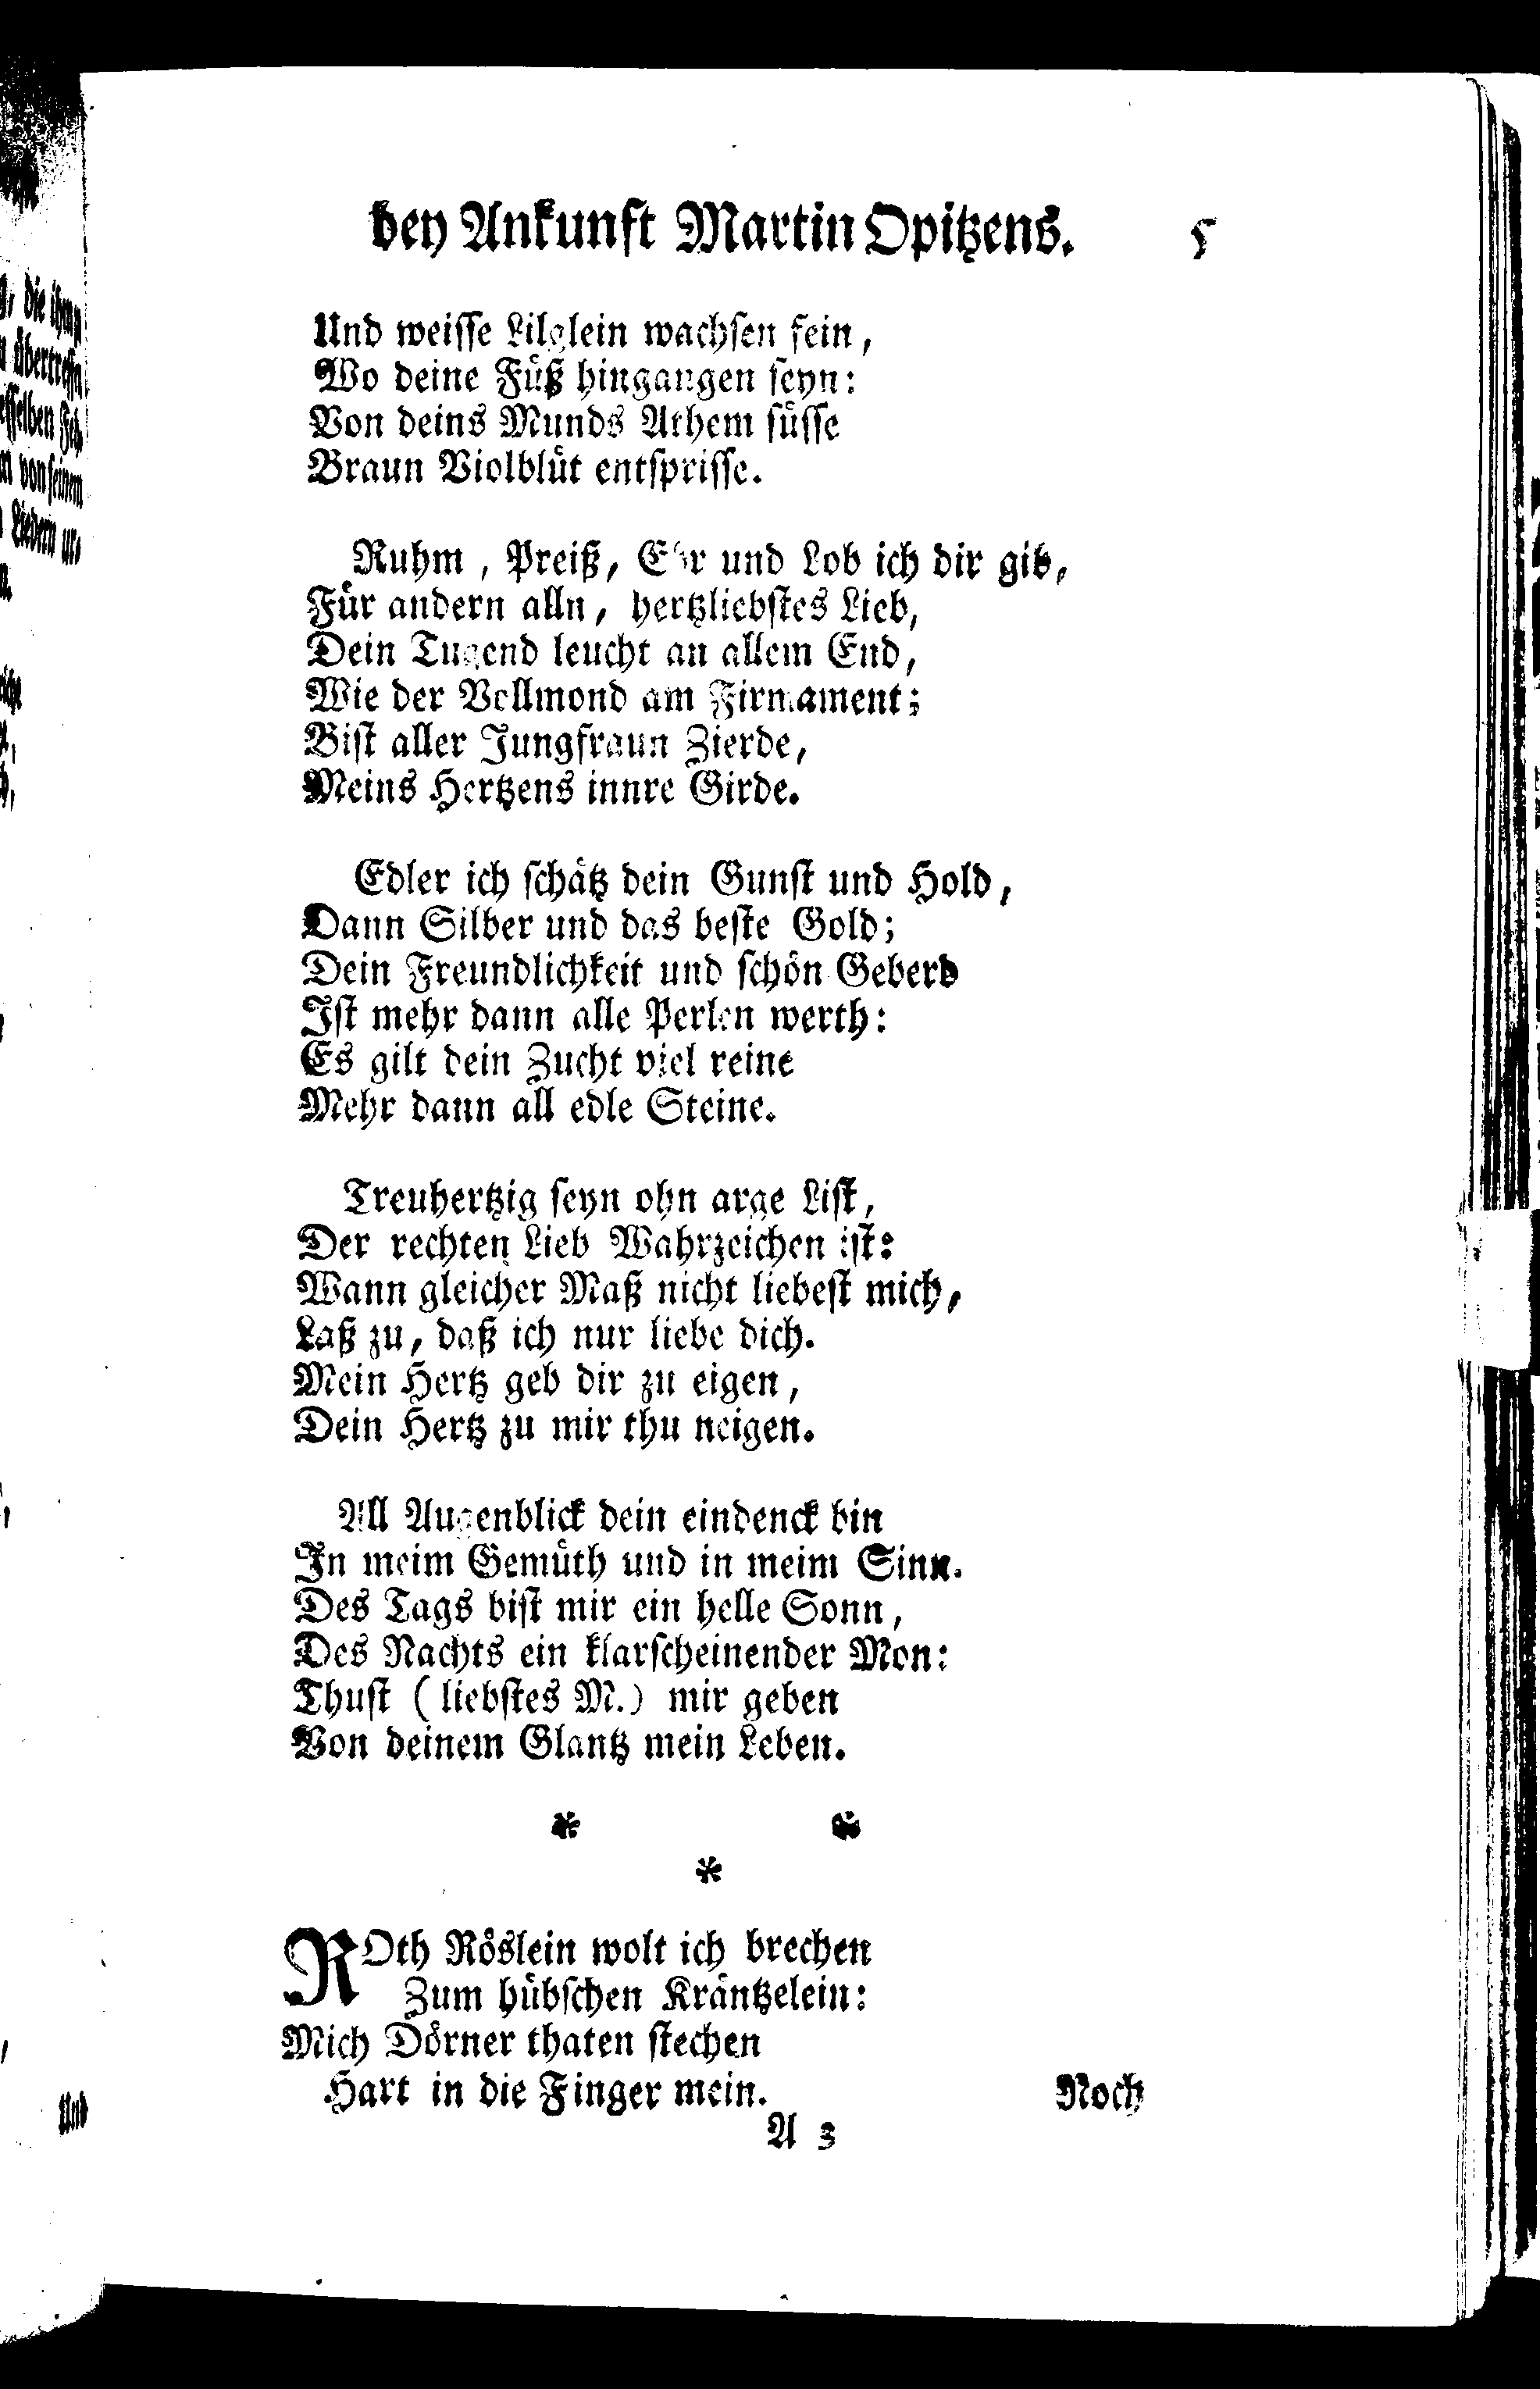 bey Ankunft Martin Opitzens. 5
Und weisse Lilglein wachsen fein,
Wo deine Füß hingangen seyn:
Von deins Munds Athem süsse
Braun Violblüt entsprisse.
Ruhm, Preiß, Ehr und Lob ich dir gib,
Für andern alln, hertzliebstes Lieb,
Dein Tugend leucht an allem End,
Wie der Vollmond am Firmament;
Bist aller Jungfraun Zierde,
Meins Hertzens innre Girde.
Edler ich schätz dein Gunst und Hold,
Dann Silber und das beste Gold;
Dein Freundlichkeit und schön Geberd
Ist mehr dann alle Perlen werth:
Es gilt dein Zucht viel reine
Mehr dann all edle Steine.
Treuhertzig seyn ohn arge List,
Der rechten Lieb Wahrzeichen ist:
Wann gleicher Maß nicht liebest mich,
Laß zu, daß ich nur liebe dich.
Mein Hertz geb dir zu eigen,
Dein Hertz zu mir thu neigen.
All Augenblick dein eindenck bin
In meim Gemüth und in meim Sinn.
Des Tags bist mir ein helle Sonn,
Des Nachts ein klarscheinender Mon:
Thust (liebstes M.) mir geben
Von deinem Glantz mein Leben.
* *
*
ROth Röslein wolt ich brechen
Zum hübschen Kräntzelein:
Mich Dörner thaten stechen
Hart in die Finger mein.
Noch
A 3